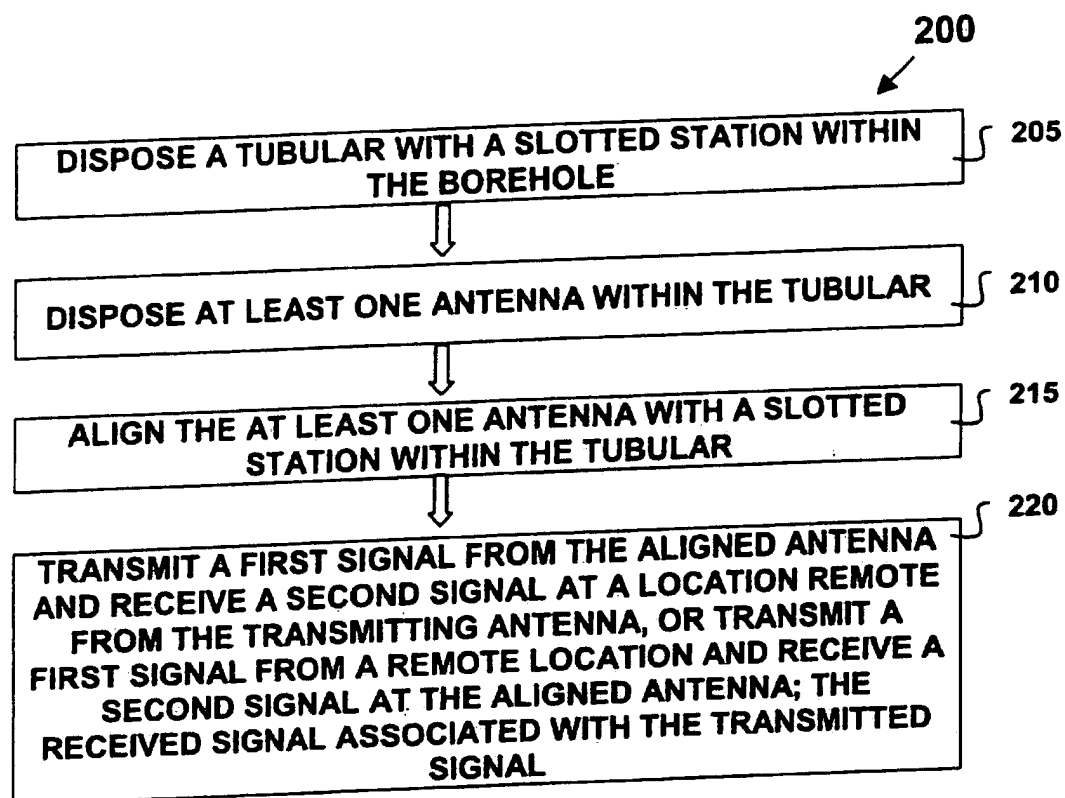 200
DISPOSE A TUBULAR WITH A SLOTTED STATION WITHIN
THE BOREHOLE
205
DISPOSE AT LEAST ONE ANTENNA WITHIN THE TUBULAR
210
ALIGN THE AT LEAST ONE ANTENNA WITH A SLOTTED
STATION WITHIN THE TUBULAR
215
TRANSMIT A FIRST SIGNAL FROM THE ALIGNED ANTENNA
AND RECEIVE A SECOND SIGNAL AT A LOCATION REMOTE
FROM THE TRANSMITTING ANTENNA, OR TRANSMIT A
FIRST SIGNAL FROM A REMOTE LOCATION AND RECEIVE A
SECOND SIGNAL AT THE ALIGNED ANTENNA; THE
RECEIVED SIGNAL ASSOCIATED WITH THE TRANSMITTED
SIGNAL
220